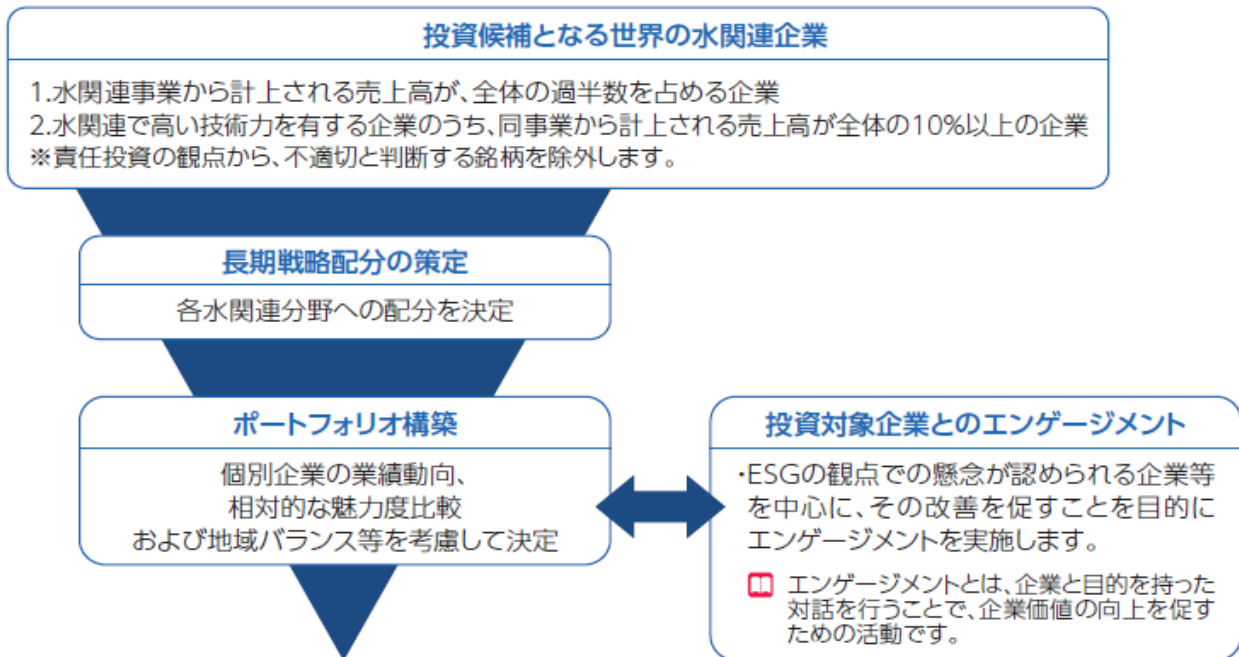 投資候補となる世界の水関連企業
1.水関連事業から計上される売上高が、全体の過半数を占める企業
2.水関連で高い技術力を有する企業のうち、同事業から計上される売上高が全体の10%以上の企業
※責任投資の観点から、不適切と判断する銘柄を除外します。
長期戦略配分の策定
各水関連分野への配分を決定
ポートフォリオ構築
個別企業の業績動向、
相対的な魅力度比較
および地域バランス等を考慮して決定
投資対象企業とのエンゲージメント
・ESGの観点での懸念が認められる企業等
を中心に、その改善を促すことを目的に
エンゲージメントを実施します。
エンゲージメントとは、企業と目的を持った
対話を行うことで、企業価値の向上を促す
ための活動です。